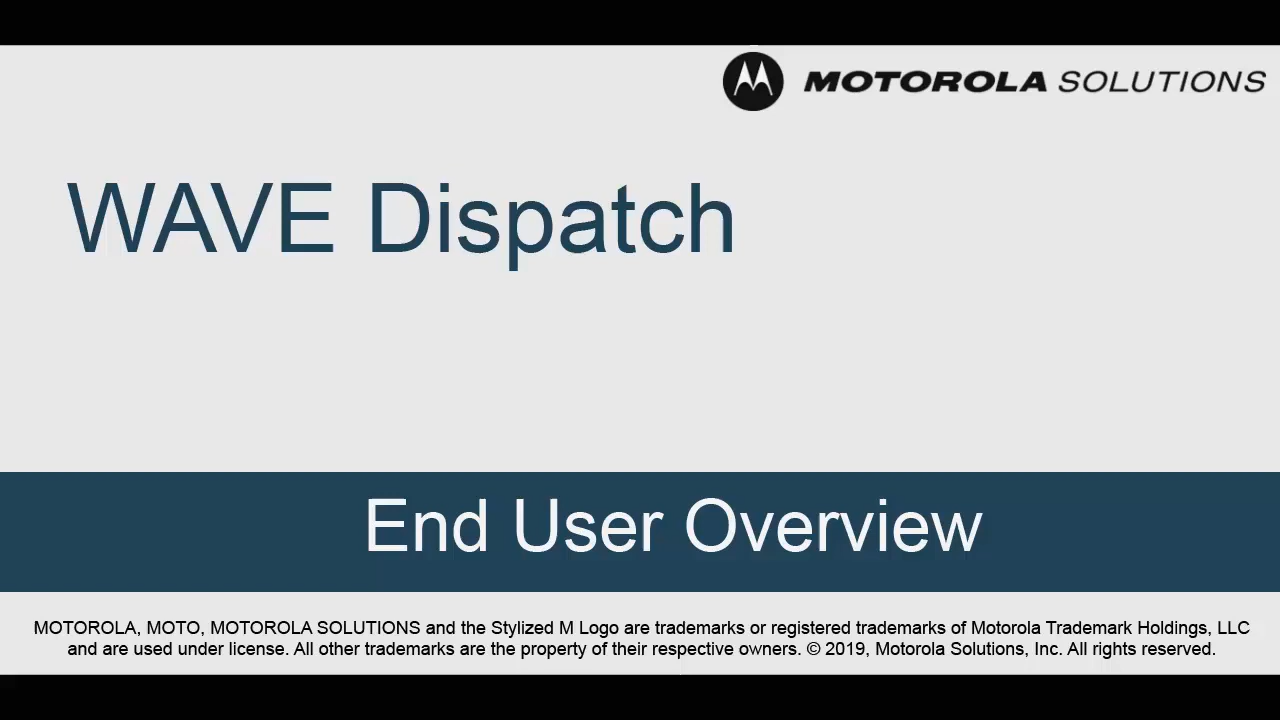 MOTOROLA SOLUTIONS
WAVE Dispatch
End User Overview
MOTOROLA, MOTO, MOTOROLA SOLUTIONS and the Stylized M Logo are trademarks or registered trademarks of Motorola Trademark Holdings, LLC
and are used under license. All other trademarks are the property of their respective owners. © 2019, Motorola Solutions, Inc. All rights reserved.